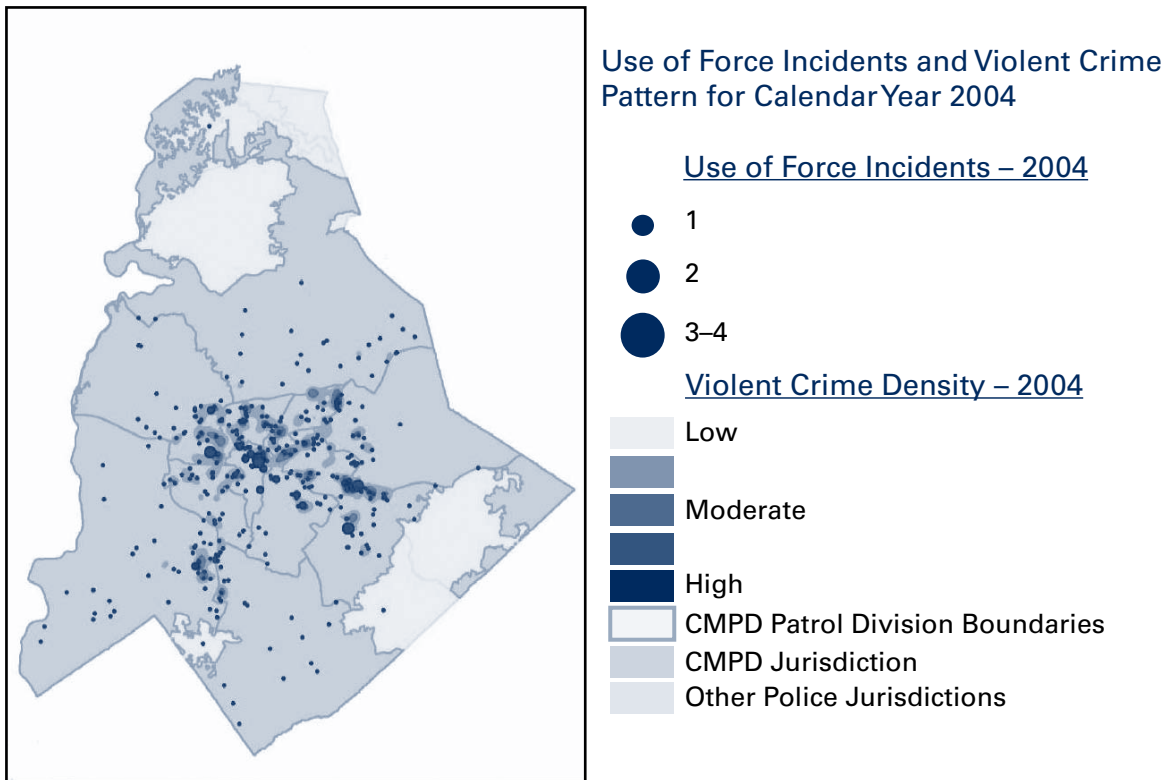 Use of Force Incidents and Violent Crime
Pattern for Calendar Year 2004
Use of Force Incidents – 2004
1
2
3–4
Violent Crime Density – 2004
Low
Moderate
High
CMPD Patrol Division Boundaries
CMPD Jurisdiction
Other Police Jurisdictions